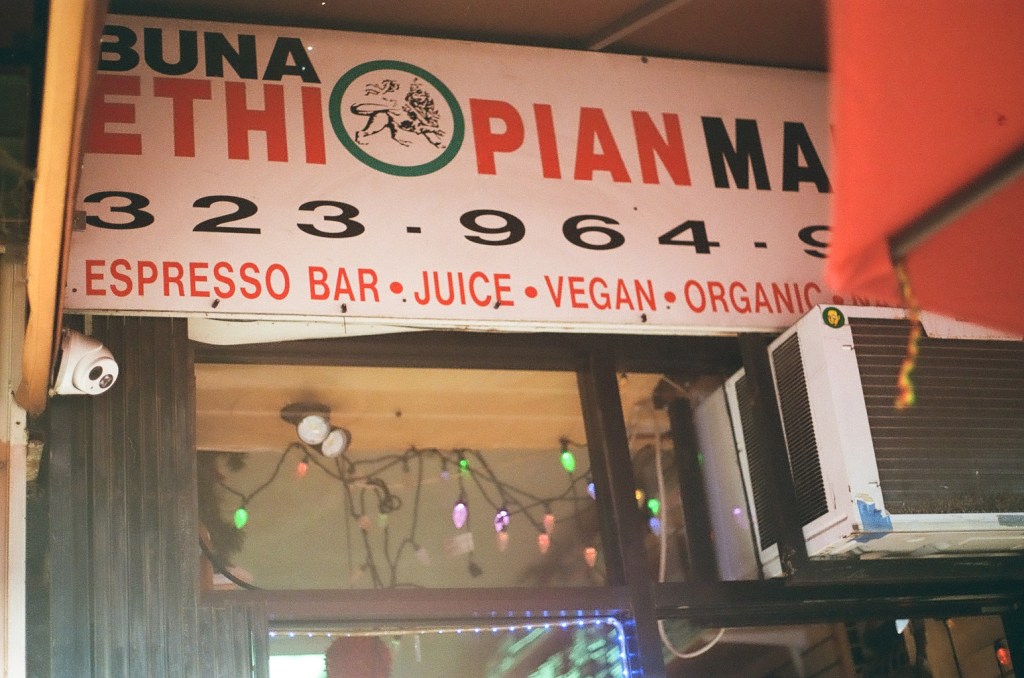 BUNA
ETHIOPIAN MA
323-964-9
ESPRESSO BAR • JUICE • VEGAN • ORGANIC •